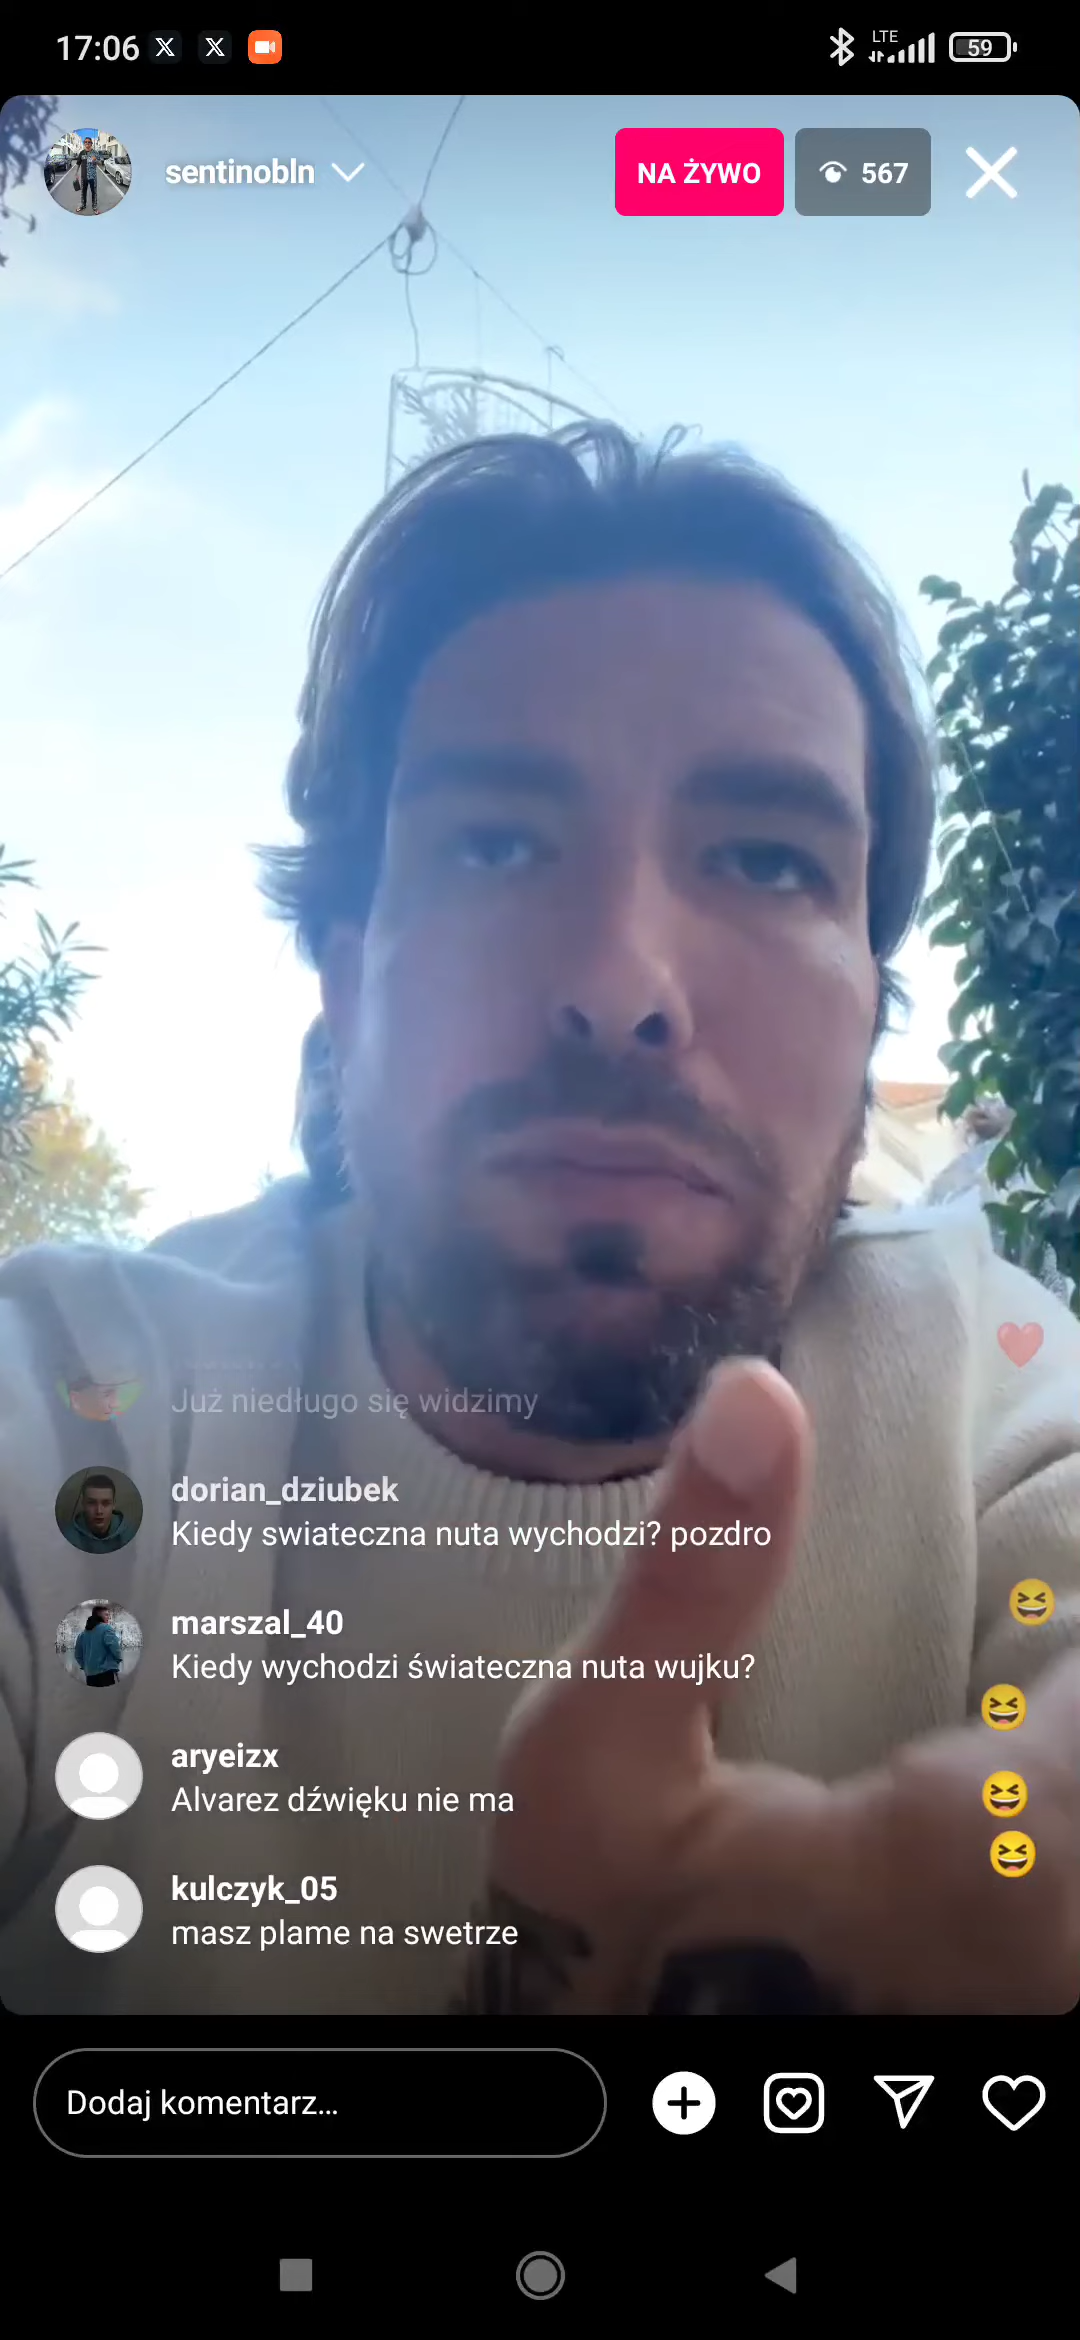 17:06
LTE
59
sentinobln
NA ŻYWO
567
Już niedługo się widzimy
dorian_dziubek
Kiedy swiateczna nuta wychodzi? pozdro
marszal_40
Kiedy wychodzi świateczna nuta wujku?
aryeizx
Alvarez dźwięku nie ma
kulczyk_05
masz plame na swetrze
Dodaj komentarz...